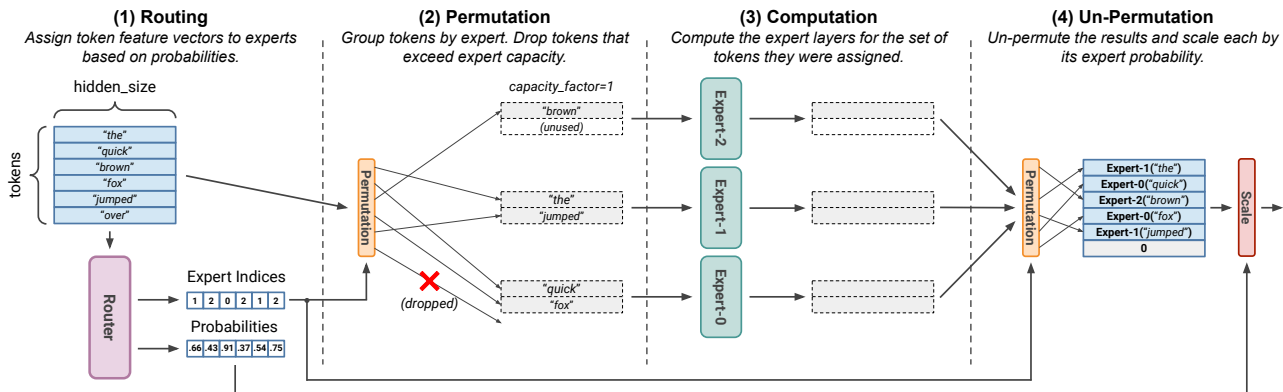 (1) Routing
Assign token feature vectors to experts
based on probabilities.
hidden_size
tokens
"the"
"quick"
"brown"
"fox"
"jumped"
"over"
Router
Expert Indices
1 2 0 2 1 2
Probabilities
.66 .43 .91 .37 .54 .75
(2) Permutation
Group tokens by expert. Drop tokens that
exceed expert capacity.
capacity_factor=1
Permutation
"brown"
(unused)
"the"
"jumped"
"quick"
"fox"
(dropped)
(3) Computation
Compute the expert layers for the set of
tokens they were assigned.
Expert-2
Expert-1
Expert-0
(4) Un-Permutation
Un-permute the results and scale each by
its expert probability.
Permutation
Expert-1("the")
Expert-0("quick")
Expert-2("brown")
Expert-0("fox")
Expert-1("jumped")
0
Scale